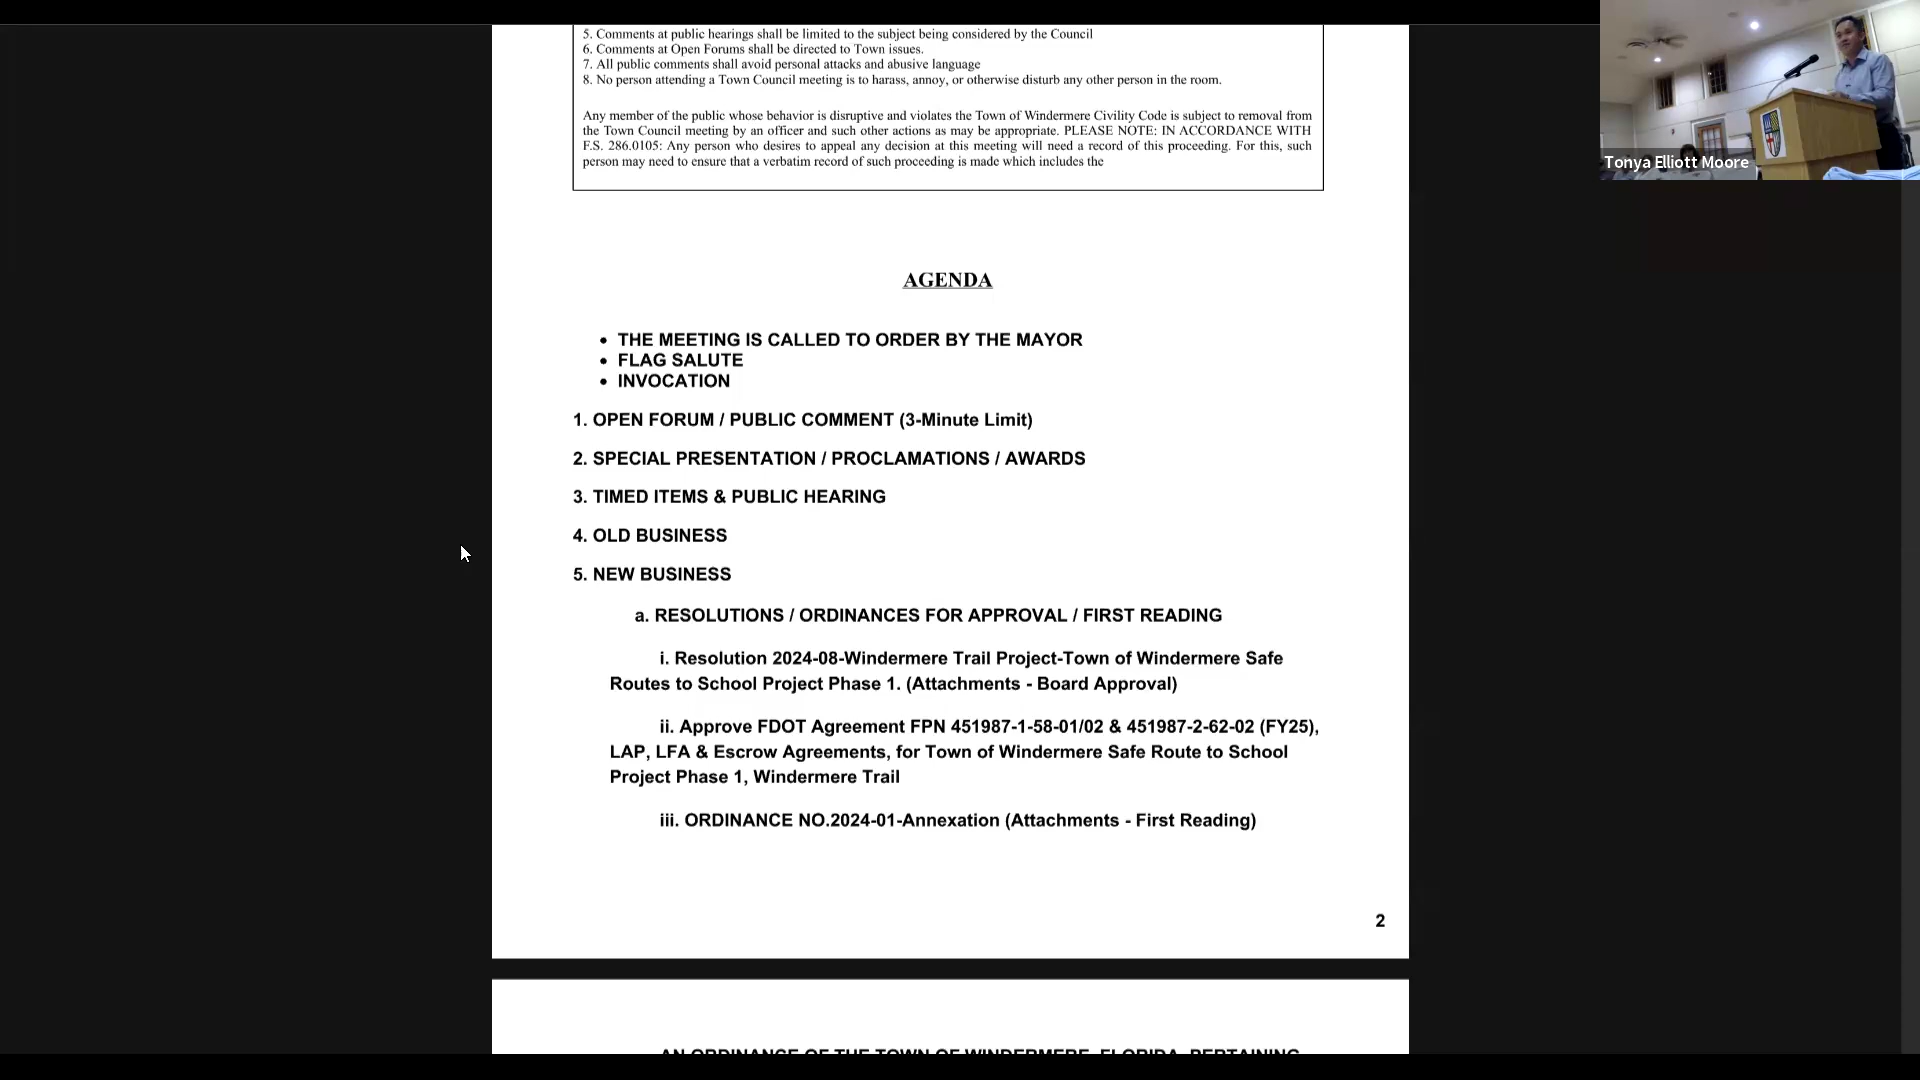 5. Comments at public hearings shall be limited to the subject being considered by the Council
6. Comments at Open Forums shall be directed to Town issues.
7. All public comments shall avoid personal attacks and abusive language
8. No person attending a Town Council meeting is to harass, annoy, or otherwise disturb any other person in the room.
Any member of the public whose behavior is disruptive and violates the Town of Windermere Civility Code is subject to removal from
the Town Council meeting by an officer and such other actions as may be appropriate. PLEASE NOTE: IN ACCORDANCE WITH
F.S. 286.0105: Any person who desires to appeal any decision at this meeting will need a record of this proceeding. For this, such
person may need to ensure that a verbatim record of such proceeding is made which includes the
Tonya Elliott Moore
AGENDA
• THE MEETING IS CALLED TO ORDER BY THE MAYOR
• FLAG SALUTE
• INVOCATION
1. OPEN FORUM / PUBLIC COMMENT (3-Minute Limit)
2. SPECIAL PRESENTATION / PROCLAMATIONS / AWARDS
3. TIMED ITEMS & PUBLIC HEARING
4. OLD BUSINESS
5. NEW BUSINESS
a. RESOLUTIONS / ORDINANCES FOR APPROVAL / FIRST READING
i. Resolution 2024-08-Windermere Trail Project-Town of Windermere Safe
Routes to School Project Phase 1. (Attachments - Board Approval)
ii. Approve FDOT Agreement FPN 451987-1-58-01/02 & 451987-2-62-02 (FY25),
LAP, LFA & Escrow Agreements, for Town of Windermere Safe Route to School
Project Phase 1, Windermere Trail
iii. ORDINANCE NO.2024-01-Annexation (Attachments - First Reading)
2
AN ORDINANCE OF THE TOWN OF WINDERMERE, FLORIDA, PERTAINING